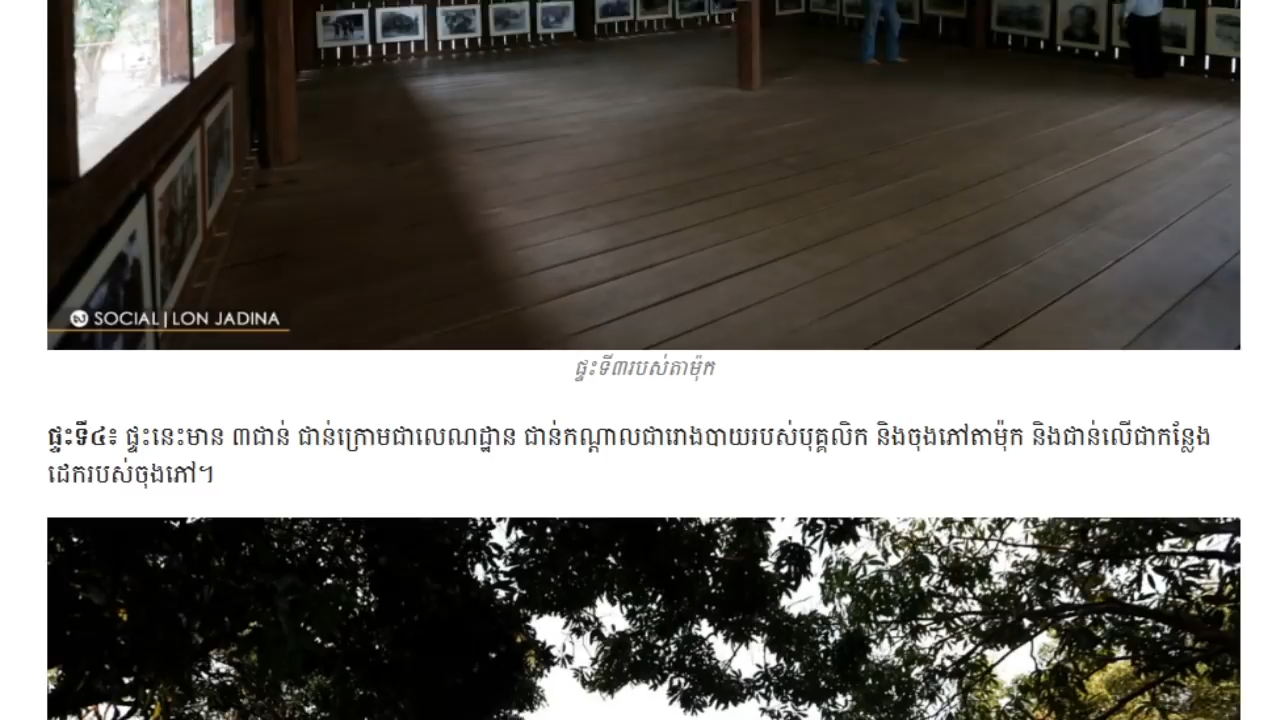 SOCIAL | LON JADINA
ផ្ទះទី៣របស់តាម៉ុក
ផ្ទះទី៤៖ ផ្ទះនេះមាន ៣ជាន់ ជាន់ក្រោមជាលេណដ្ឋាន ជាន់កណ្ដាលជារោងបាយរបស់បុគ្គលិក និងចុងភៅតាម៉ុក និងជាន់លើជាកន្លែង
ដេករបស់ចុងភៅ។